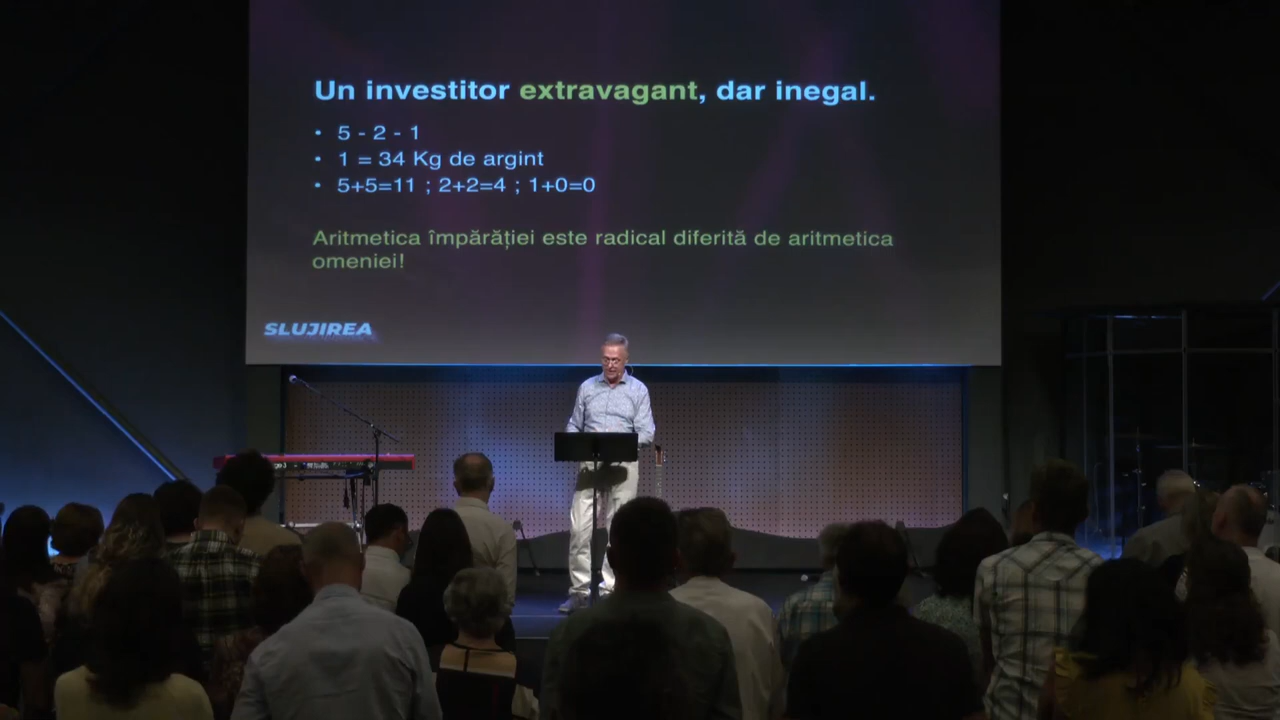 Un investitor extravagant, dar inegal.
• 5 - 2 - 1
• 1 = 34 Kg de argint
• 5+5=11 ; 2+2=4 ; 1+0=0
Aritmetica împărăției este radical diferită de aritmetica
omeniei!
SLUJIREA